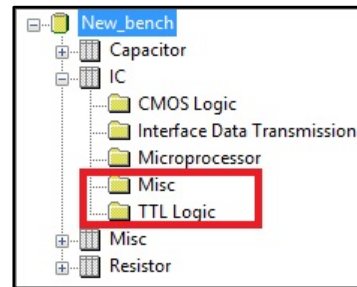 New_bench
Capacitor
IC
CMOS Logic
Interface Data Transmission
Microprocessor
Misc
TTL Logic
Misc
Resistor